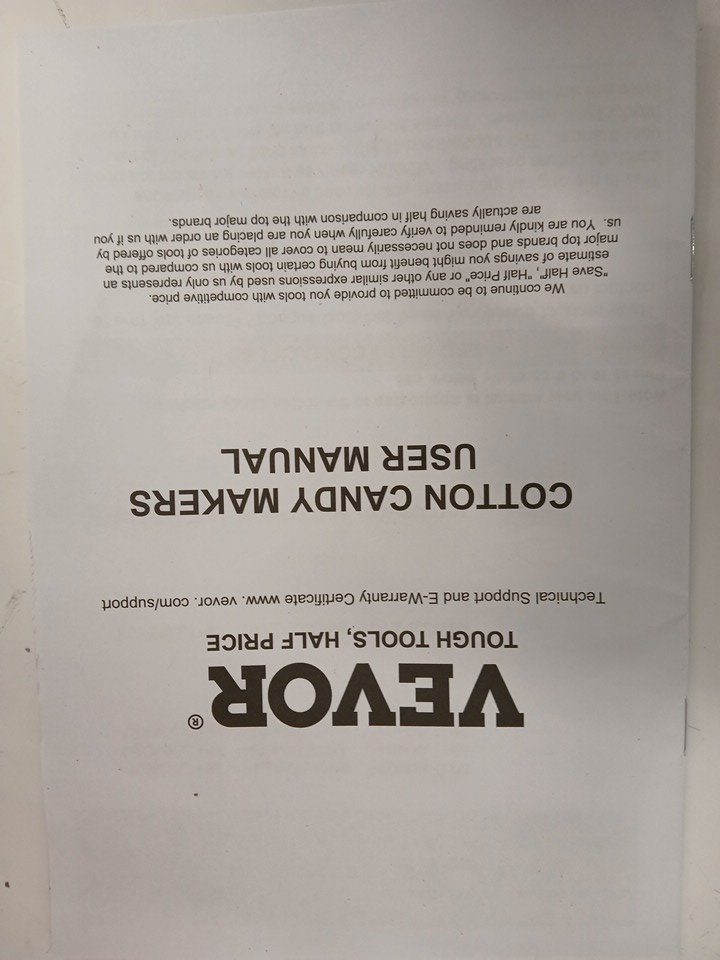 VEVOR®
TOUGH TOOLS, HALF PRICE
Technical Support and E-Warranty Certificate www. vevor. com/support
COTTON CANDY MAKERS
USER MANUAL
We continue to be committed to provide you tools with competitive price.
"Save Half", "Half Price" or any other similar expressions used by us only represents an
estimate of savings you might benefit from buying certain tools with us compared to the
major top brands and does not necessarily mean to cover all categories of tools offered by
us. You are kindly reminded to verify carefully when you are placing an order with us if you
are actually saving half in comparison with the top major brands.